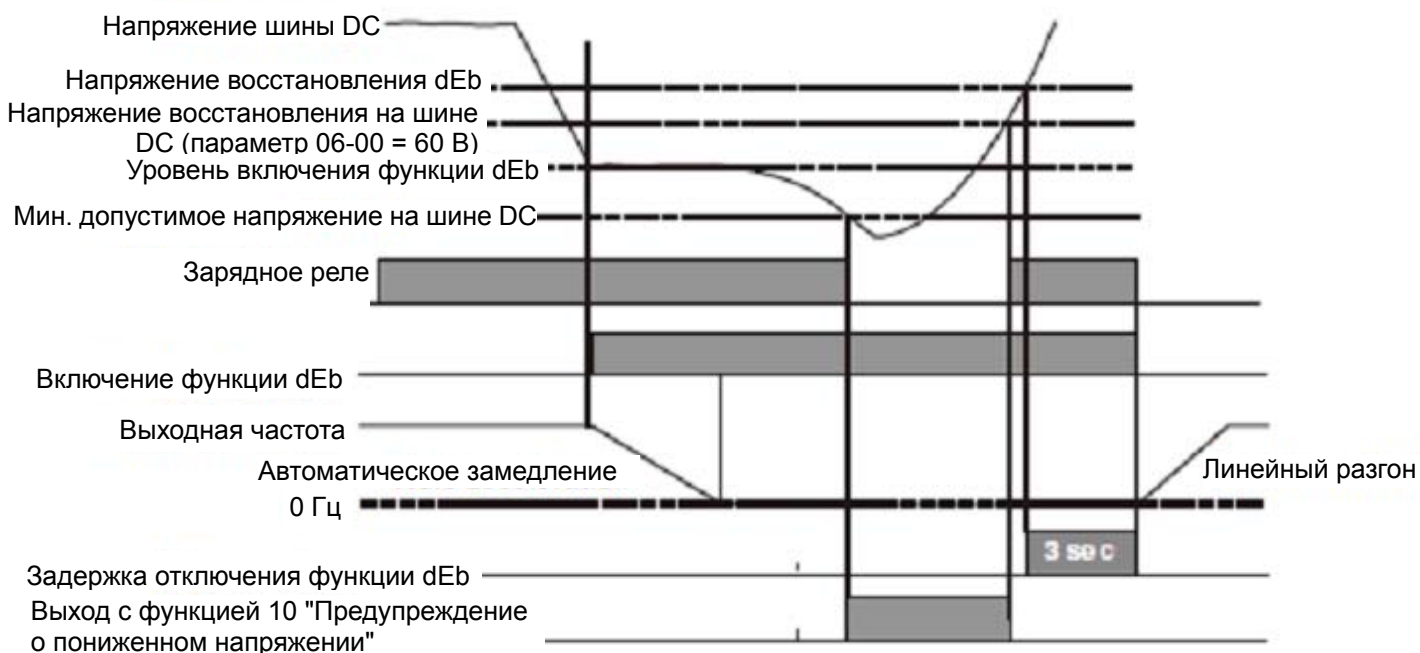 Напряжение шины DC
Напряжение восстановления dEb
Напряжение восстановления на шине
DC (параметр 06-00 = 60 В)
Уровень включения функции dEb
Мин. допустимое напряжение на шине DC
Зарядное реле
Включение функции dEb
Выходная частота
Автоматическое замедление
Линейный разгон
0 Гц
3 sec
Задержка отключения функции dEb
Выход с функцией 10 "Предупреждение
о пониженном напряжении"